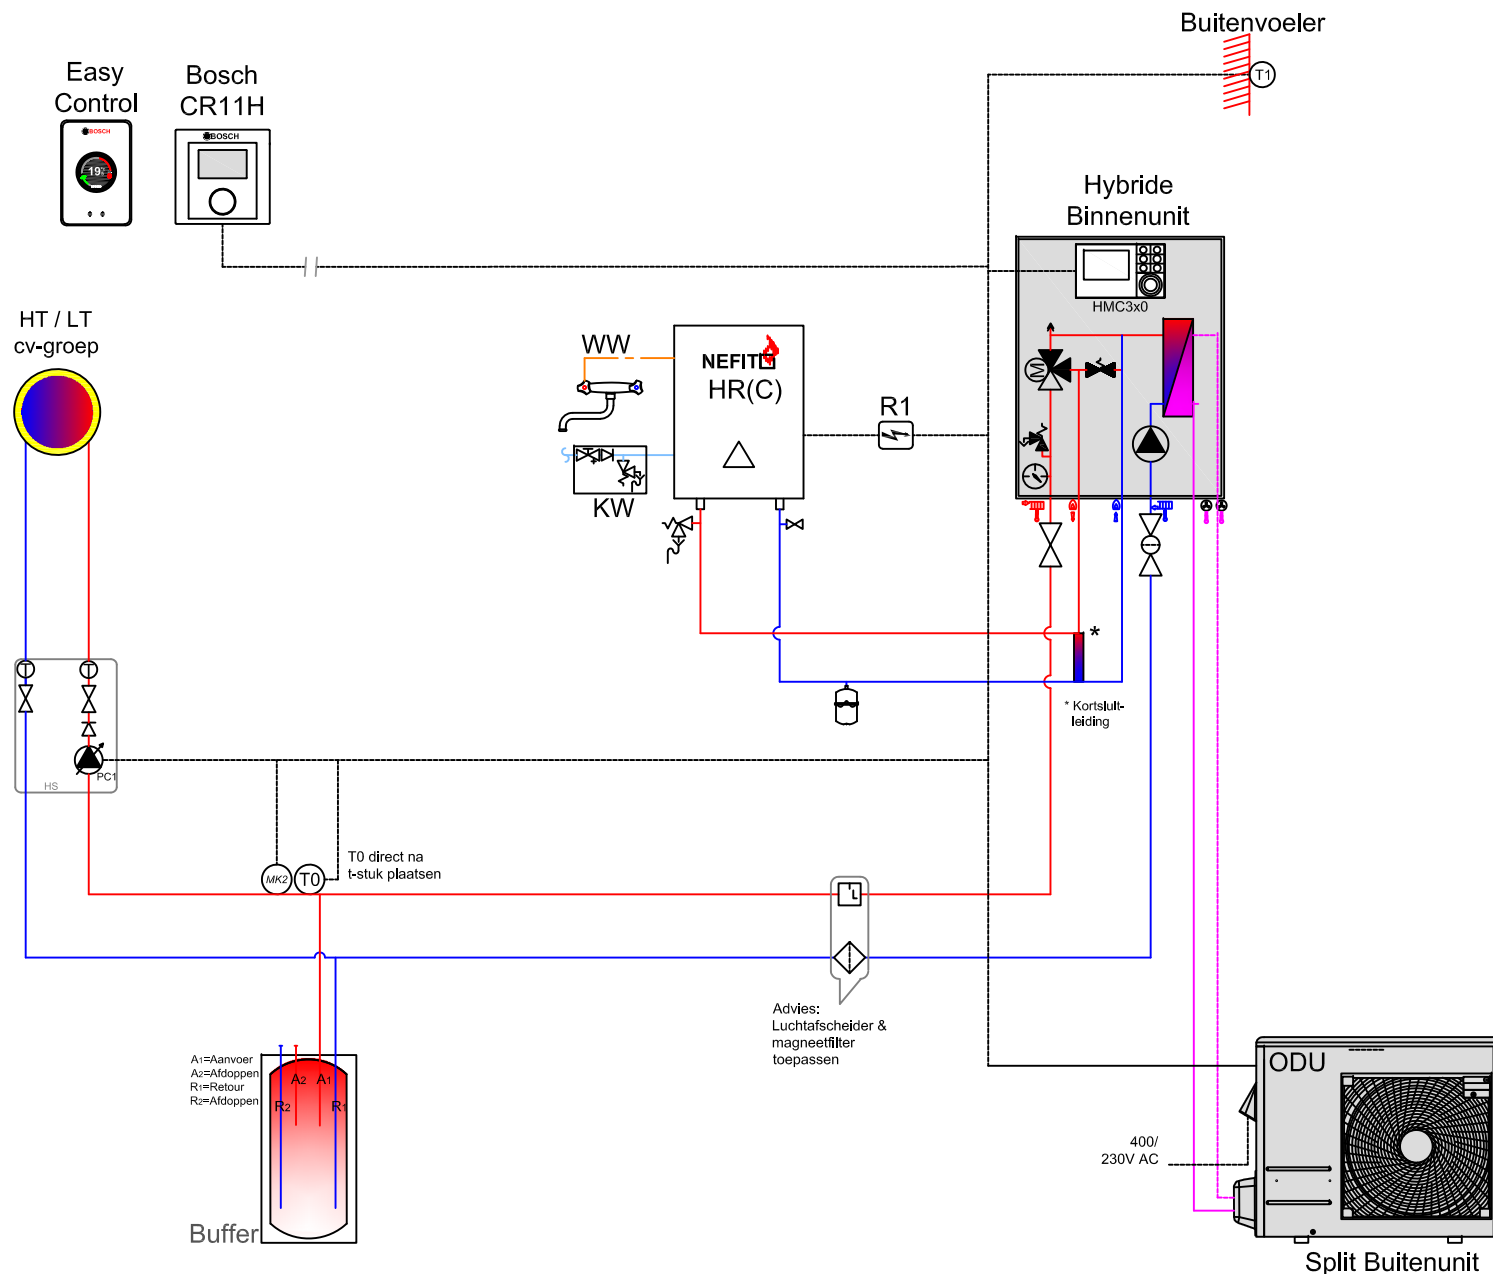 Buitenvoeler
T1
Easy
Control
BOSCH
19
Bosch
CR11H
BOSCH
Hybride
Binnenunit
HMC3x0
M
HT / LT
cv-groep
WW
NEFIT
HR(C)
KW
R1
*
* Kortsluit-
leiding
T
T
PC1
HS
MK2
T0
T0 direct na
t-stuk plaatsen
L
Advies:
Luchtafscheider &
magneetfilter
toepassen
A1=Aanvoer
A2=Afdoppen
R1=Retour
R2=Afdoppen
A2
A1
R2
R1
Buffer
ODU
400/
230V AC
Split Buitenunit